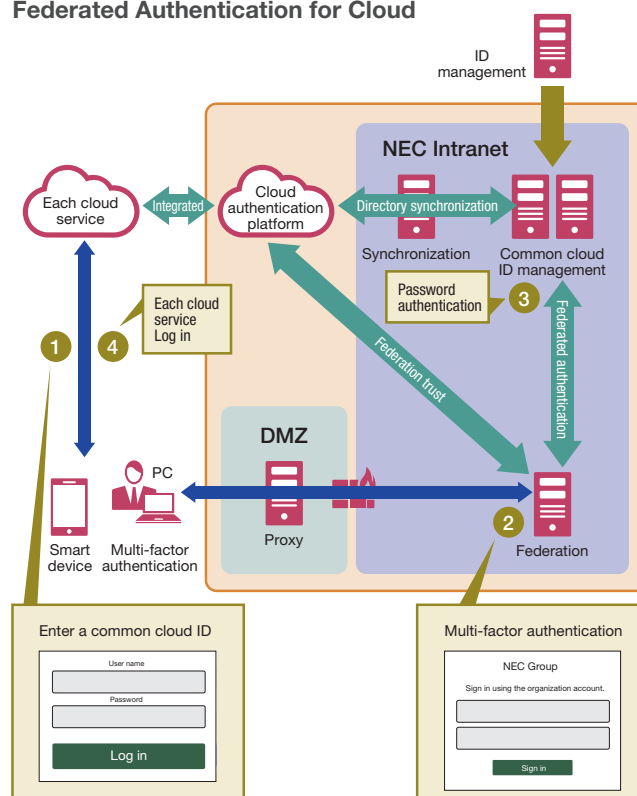 Federated Authentication for Cloud
ID
management
NEC Intranet
Each cloud
service
Integrated
Cloud
authentication
platform
Directory synchronization
Synchronization
Common cloud
ID management
Password
authentication
3
Each cloud
service
Log in
1
4
Federation trust
Federated authentication
DMZ
PC
Smart
device
Multi-factor
authentication
Proxy
2
Federation
Enter a common cloud ID
User name
Password
Log in
Multi-factor authentication
NEC Group
Sign in using the organization account.
Sign in